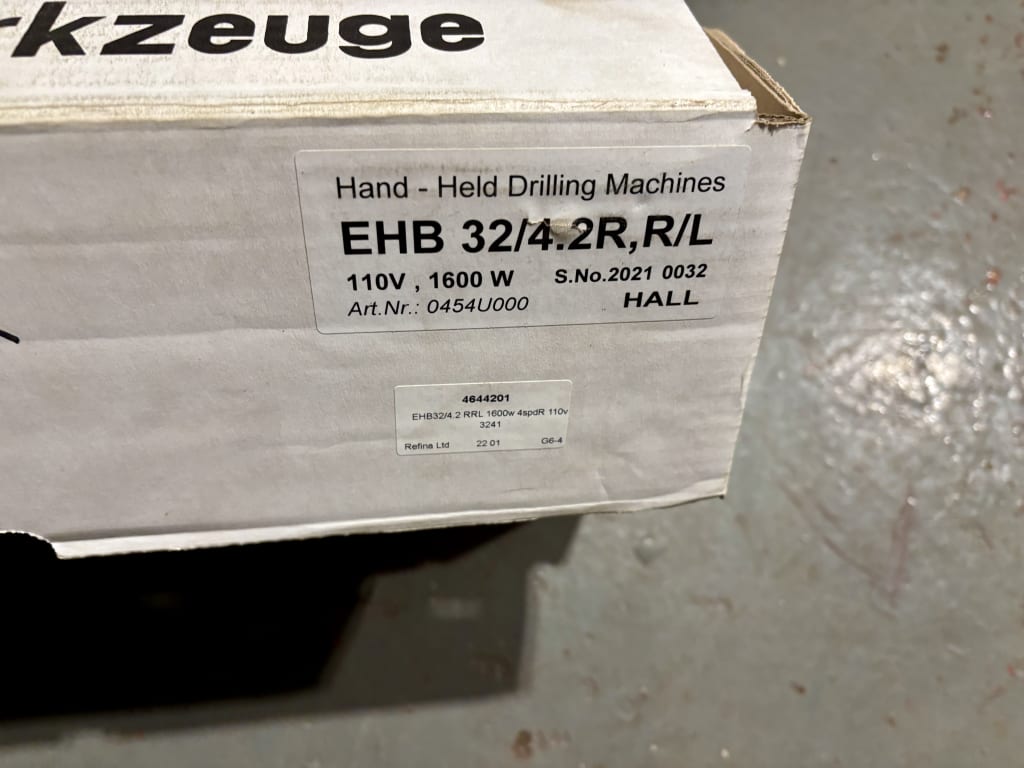 rkzeuge
Hand - Held Drilling Machines
EHB 32/4.2R,R/L
110V , 1600 W S.No.2021 0032
Art.Nr.: 0454U000 HALL
4644201
EHB32/4.2 RRL 1600w 4spdR 110v
3241
Refina Ltd 22 01 G6-4